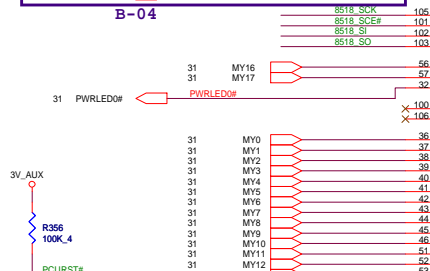 B-04
8518_SCK 105
8518_SCE# 101
8518_SI 102
8518_SO 103
31 MY16 56
31 MY17 57
32
31 PWRLED0# PWRLED0#
100
106
31 MY0 36
31 MY1 37
31 MY2 38
31 MY3 39
31 MY4 40
31 MY5 41
31 MY6 42
31 MY7 43
31 MY8 44
31 MY9 45
31 MY10 46
31 MY11 51
31 MY12 52
53
3V_AUX
R356
100K_4
PCURST#